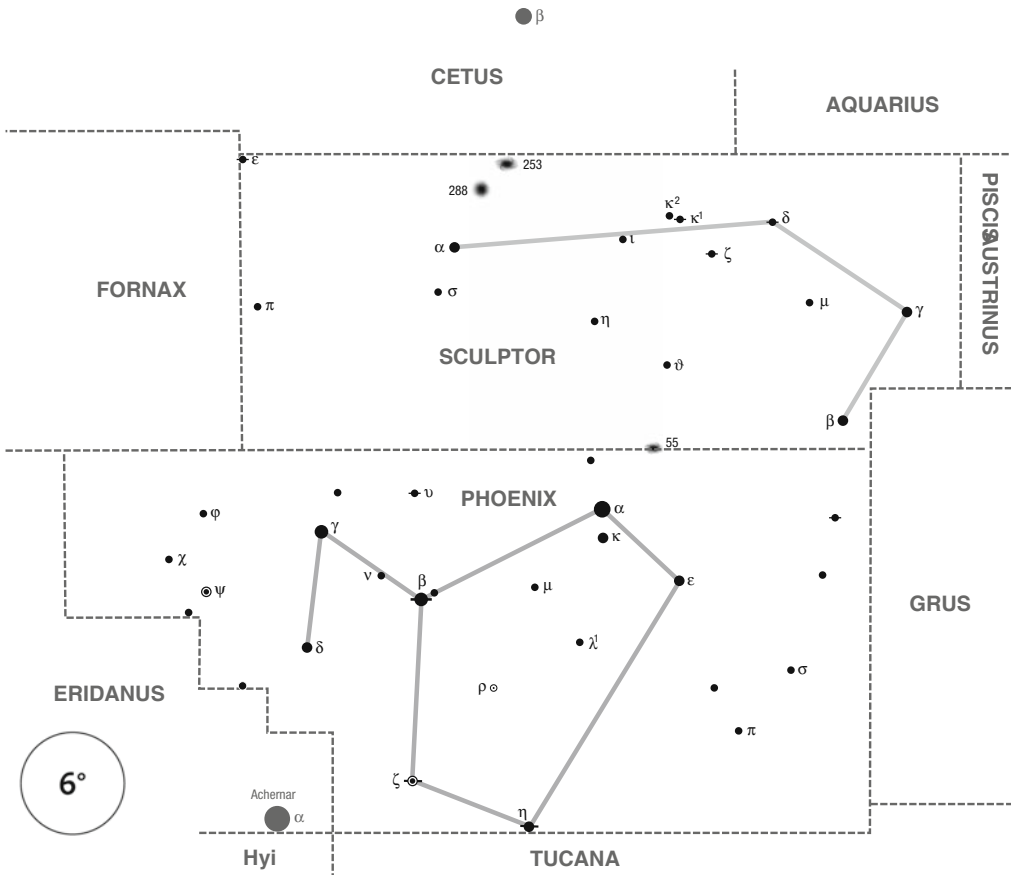 β
CETUS
AQUARIUS
ε
253
288
PISCIS AUSTRINUS
κ²
κ¹
δ
α
ι
ζ
FORNAX
σ
π
μ
γ
η
SCULPTOR
ϑ
β
55
υ
PHOENIX
α
φ
γ
κ
χ
ν
β
μ
ε
ψ
GRUS
δ
λ¹
σ
ERIDANUS
ρ
π
6°
ζ
Achernar
α
η
Hyi
TUCANA